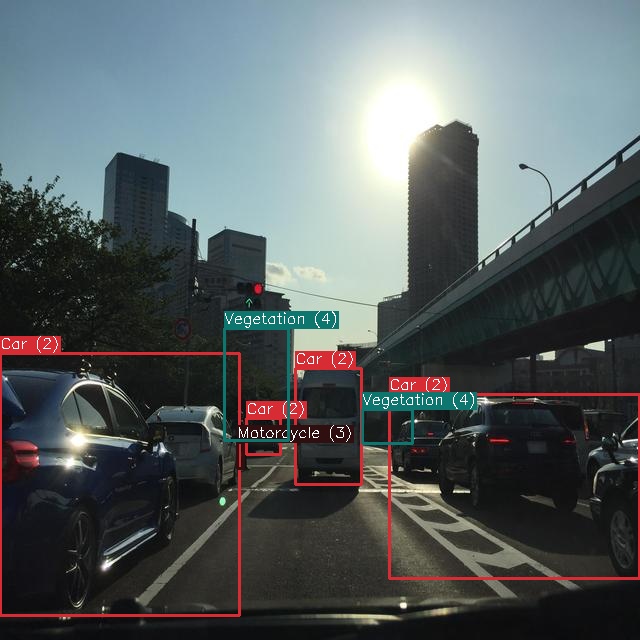 Vegetation (4)
Car (2)
Car (2)
Car (2)
Vegetation (4)
Car (2)
Motorcycle (3)